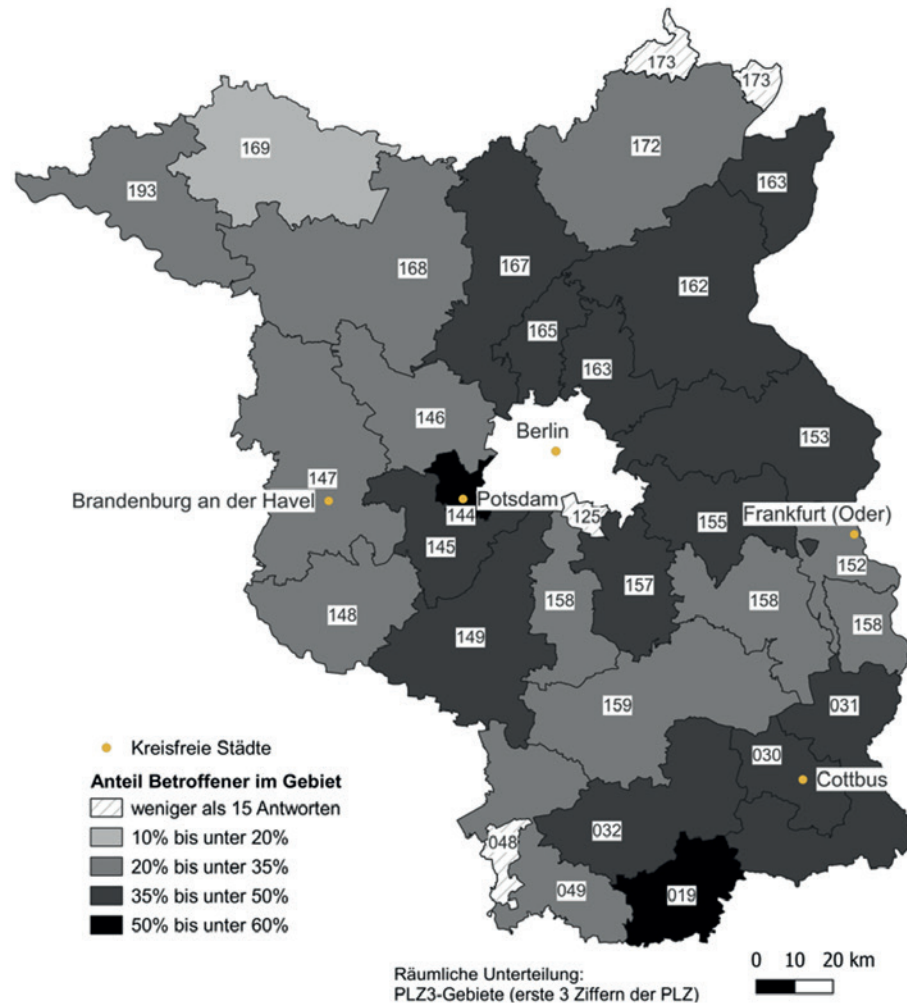 173
173
172
169
163
193
168
167
162
165
163
146
Berlin
153
147
Brandenburg an der Havel
Potsdam
144
125
155
Frankfurt (Oder)
145
152
157
158
158
148
158
149
159
031
030
Cottbus
032
048
049
019
Kreisfreie Städte
Anteil Betroffener im Gebiet
weniger als 15 Antworten
10% bis unter 20%
20% bis unter 35%
35% bis unter 50%
50% bis unter 60%
0 10 20 km
Räumliche Unterteilung:
PLZ3-Gebiete (erste 3 Ziffern der PLZ)